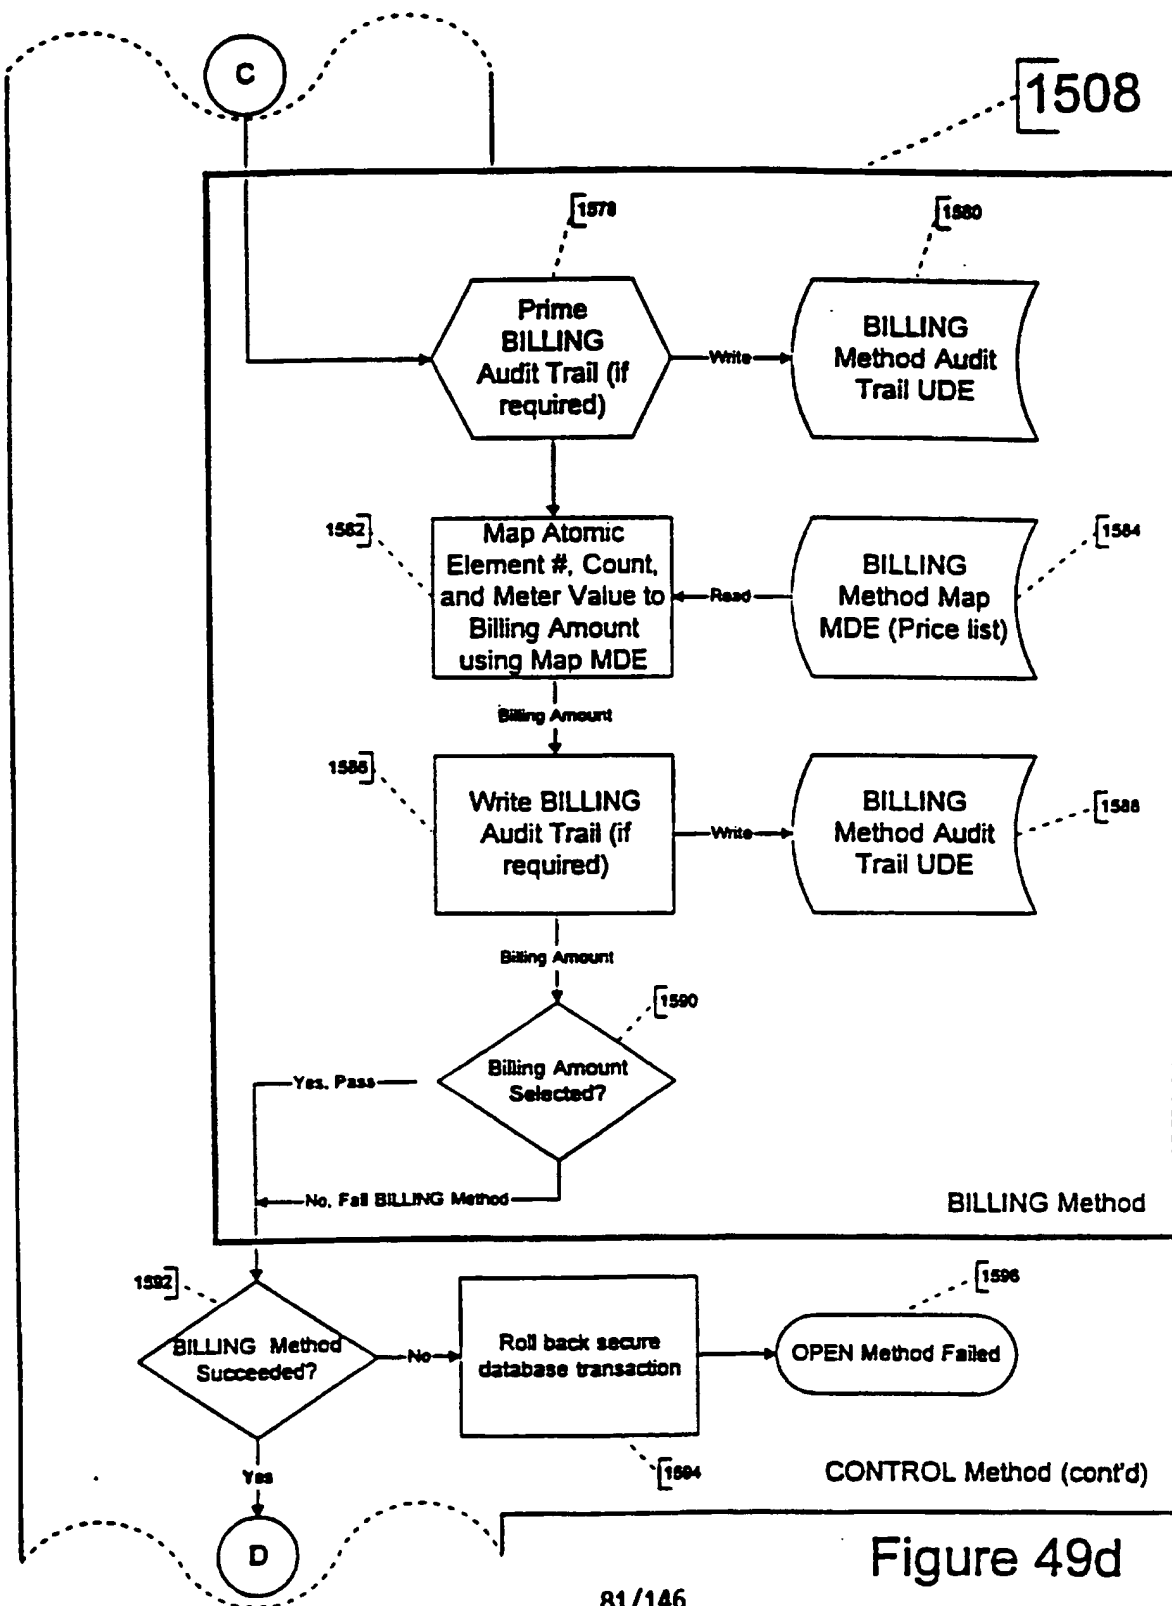 C
1508
1578
1580
Prime
BILLING
Audit Trail (if
required)
Write
BILLING
Method Audit
Trail UDE
1582
Map Atomic
Element #, Count,
and Meter Value to
Billing Amount
using Map MDE
Read
BILLING
Method Map
MDE (Price list)
1584
Billing Amount
1586
Write BILLING
Audit Trail (if
required)
Write
BILLING
Method Audit
Trail UDE
1588
Billing Amount
1590
Billing Amount
Selected?
Yes, Pass
No, Fail BILLING Method
BILLING Method
1592
BILLING Method
Succeeded?
No
Roll back secure
database transaction
1596
OPEN Method Failed
1594
Yes
CONTROL Method (cont'd)
D
Figure 49d
81/146